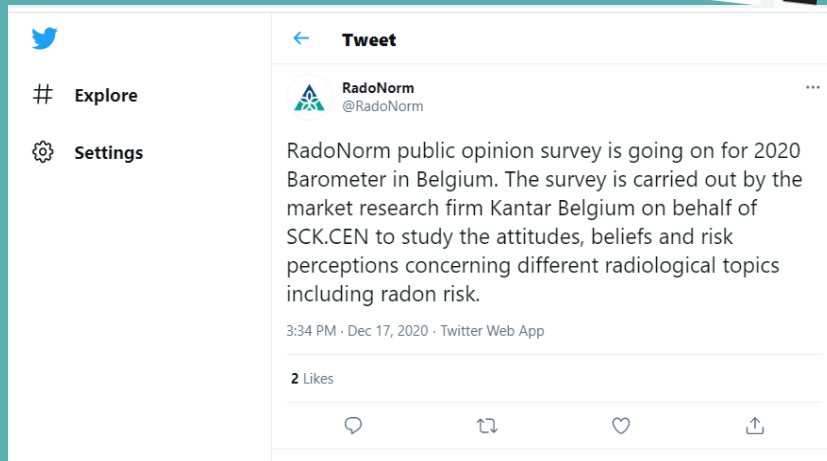 Tweet
Explore
Settings
RadoNorm
@RadoNorm
RadoNorm public opinion survey is going on for 2020
Barometer in Belgium. The survey is carried out by the
market research firm Kantar Belgium on behalf of
SCK.CEN to study the attitudes, beliefs and risk
perceptions concerning different radiological topics
including radon risk.
3:34 PM · Dec 17, 2020 · Twitter Web App
2 Likes